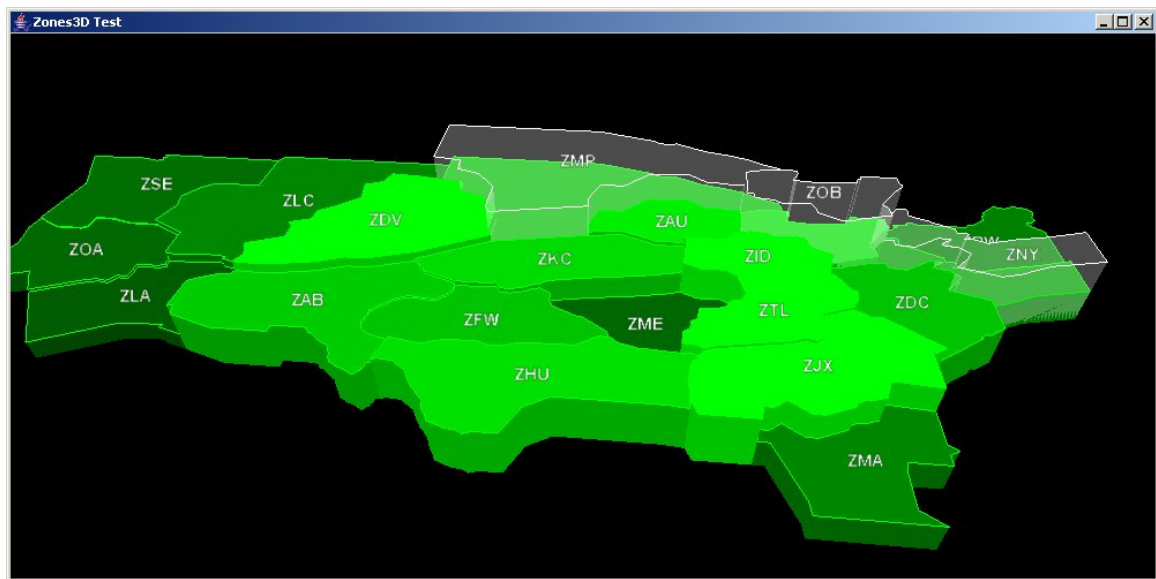 Zones3D Test
ZMP
ZSE
ZLC
ZOB
ZDV
ZAU
ZOA
ZBW
ZNY
ZKC
ZID
ZLA
ZAB
ZDC
ZTL
ZFW
ZME
ZHU
ZJX
ZMA